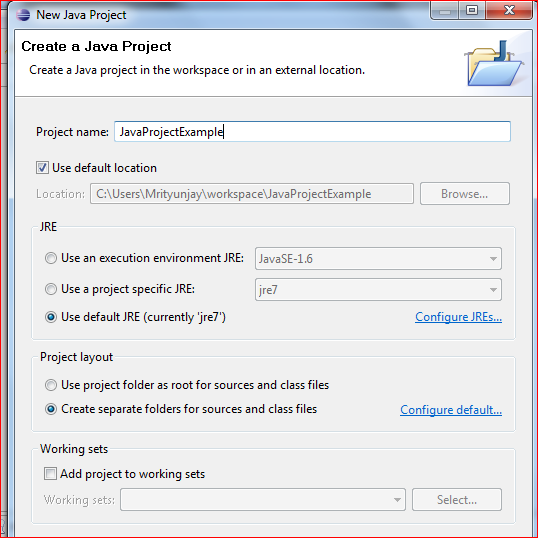 New Java Project
Create a Java Project
Create a Java project in the workspace or in an external location.
Project name: JavaProjectExample
Use default location
Location: C:\Users\Mrityunjay\workspace\JavaProjectExample Browse...
JRE
Use an execution environment JRE: JavaSE-1.6
Use a project specific JRE: jre7
Use default JRE (currently 'jre7') Configure JREs...
Project layout
Use project folder as root for sources and class files
Create separate folders for sources and class files Configure default...
Working sets
Add project to working sets
Working sets: Select...